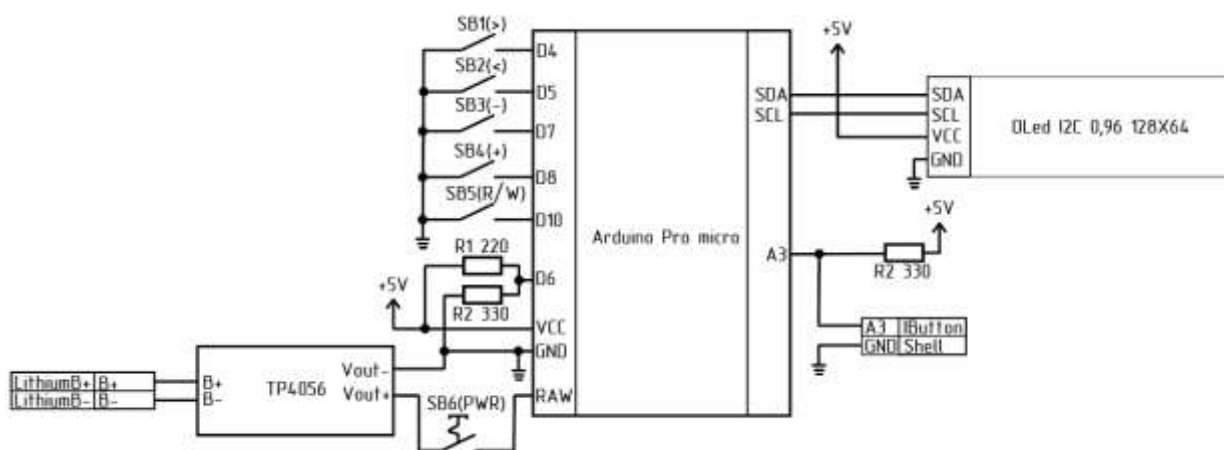 SB1(>)
D4
SB2(<)
D5
SB3(-)
D7
SB4(+)
D8
SB5(R/W)
D10
R1 220
D6
R2 330
+5V
VCC
GND
TP4056
Vout-
Vout+
B+
B-
LithiumB+ B+
LithiumB- B-
SB6(PWR)
RAW
Arduino Pro micro
SDA
SCL
A3
+5V
SDA
SCL
VCC
GND
OLed I2C 0,96 128X64
+5V
R2 330
A3 IButton
GND Shell